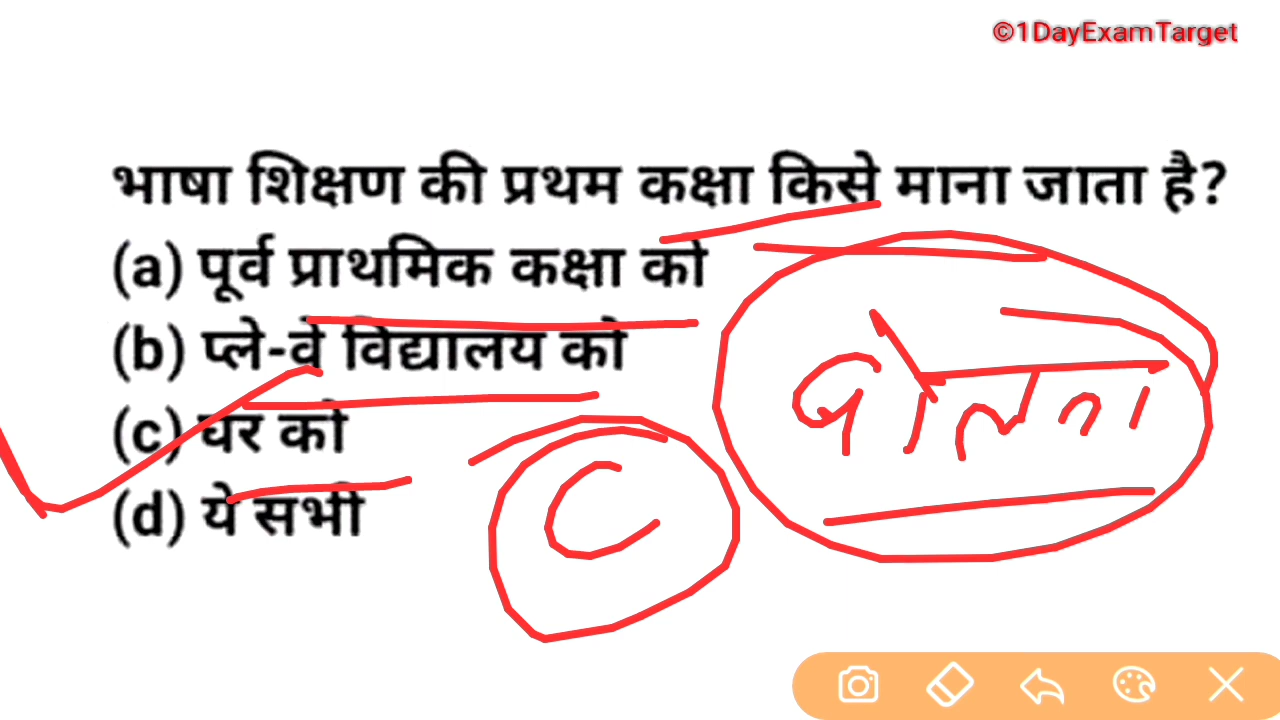 ©1DayExamTarget
भाषा शिक्षण की प्रथम कक्षा किसे माना जाता है?
(a) पूर्व प्राथमिक कक्षा को
(b) प्ले-वे विद्यालय को
(c) घर को
(d) ये सभी
C
बोलना